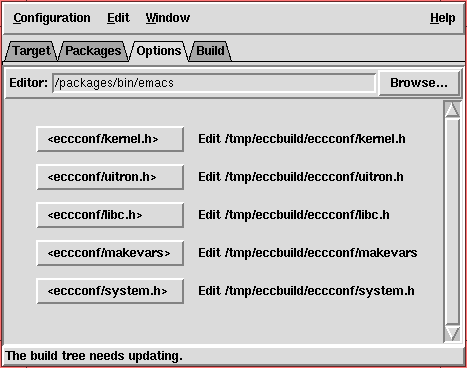 Configuration Edit Window Help
Target Packages Options Build
Editor: /packages/bin/emacs Browse...
<eccconf/kernel.h> Edit /tmp/eccbuild/eccconf/kernel.h
<eccconf/uitron.h> Edit /tmp/eccbuild/eccconf/uitron.h
<eccconf/libc.h> Edit /tmp/eccbuild/eccconf/libc.h
<eccconf/makevars> Edit /tmp/eccbuild/eccconf/makevars
<eccconf/system.h> Edit /tmp/eccbuild/eccconf/system.h
The build tree needs updating.